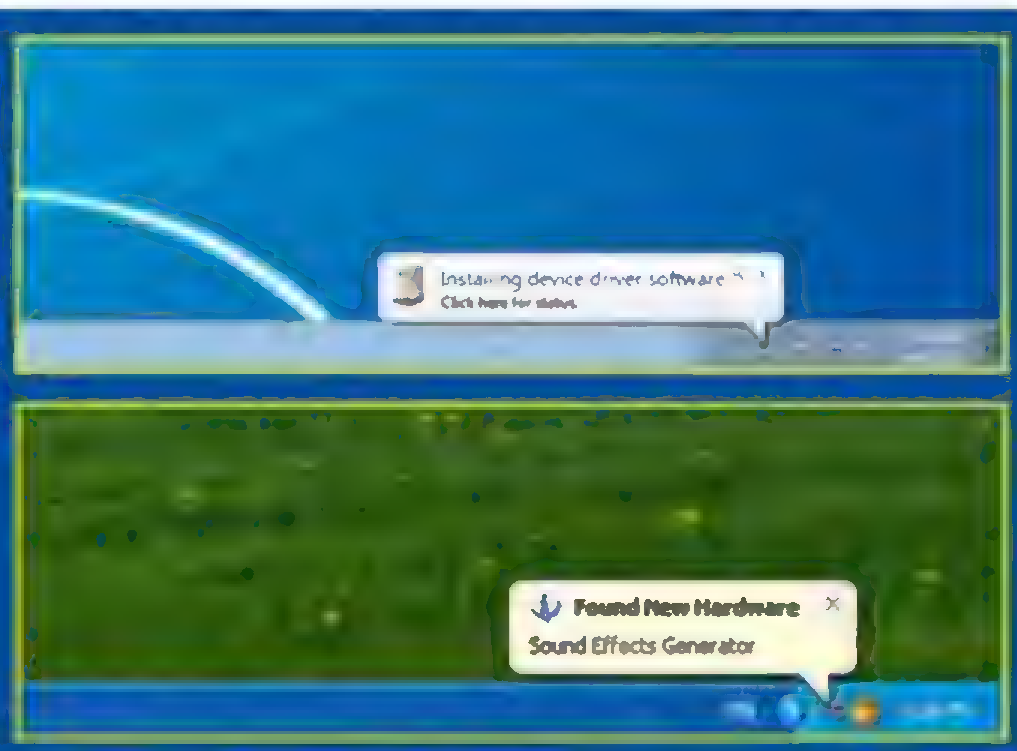 Installing device driver software
Click here for status.
Found New Hardware
Sound Effects Generator